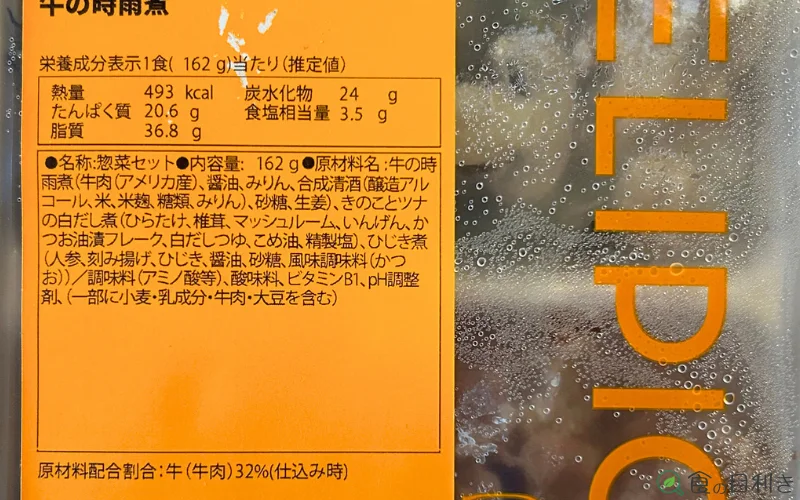 牛の時雨煮
栄養成分表示1食( 162 g)当たり(推定値)
熱量 493 kcal 炭水化物 24 g
たんぱく質 20.6 g 食塩相当量 3.5 g
脂質 36.8 g
●名称:惣菜セット●内容量: 162 g●原材料名:牛の時
雨煮(牛肉(アメリカ産)、醤油、みりん、合成清酒(醸造アル
コール、米、米麹、糖類、みりん)、砂糖、生姜)、きのことツナ
の白だし煮(ひらたけ、椎茸、マッシュルーム、いんげん、か
つお油漬フレーク、白だしつゆ、こめ油、精製塩)、ひじき煮
(人参、刻み揚げ、ひじき、醤油、砂糖、風味調味料(かつ
お))／調味料(アミノ酸等)、酸味料、ビタミンB1、pH調整
剤、(一部に小麦・乳成分・牛肉・大豆を含む)
原材料配合割合:牛(牛肉)32%(仕込み時)
ELIPIC
食の目利き